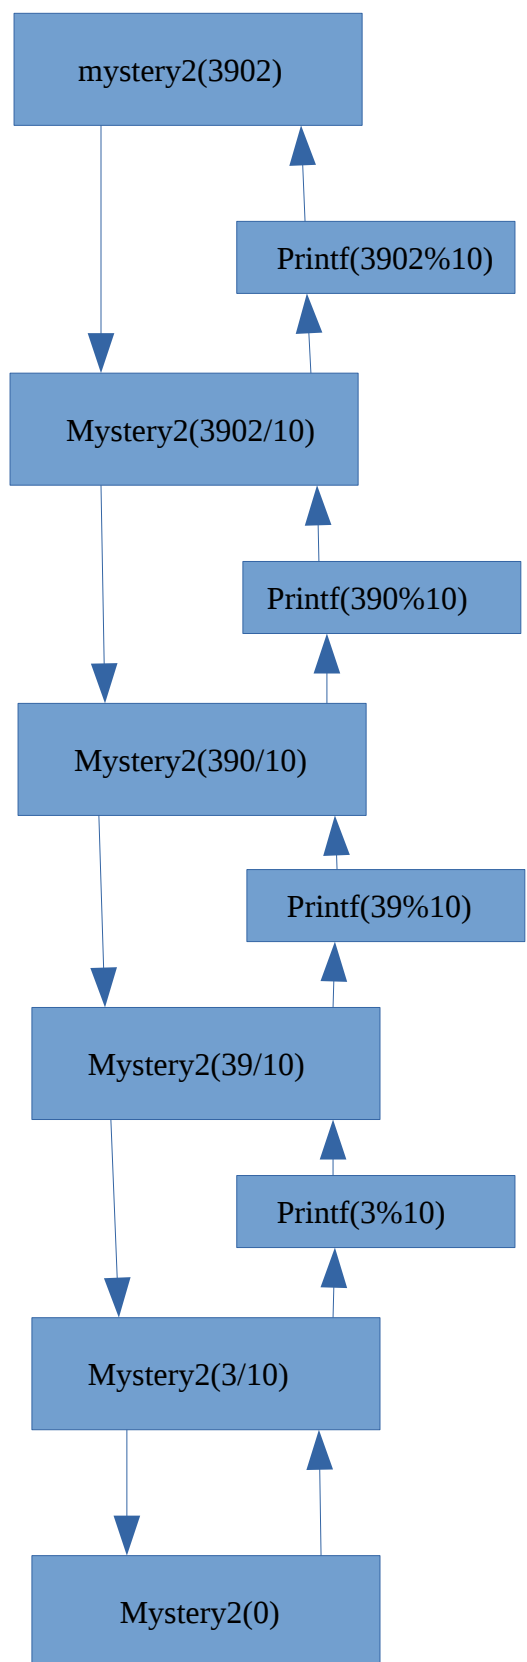 mystery2(3902)
Printf(3902%10)
Mystery2(3902/10)
Printf(390%10)
Mystery2(390/10)
Printf(39%10)
Mystery2(39/10)
Printf(3%10)
Mystery2(3/10)
Mystery2(0)